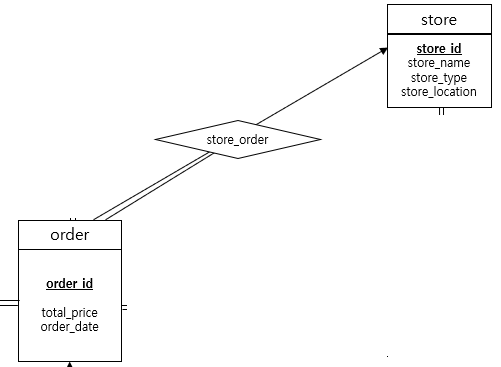 store
store_id
store_name
store_type
store_location
store_order
order
order_id
total_price
order_date